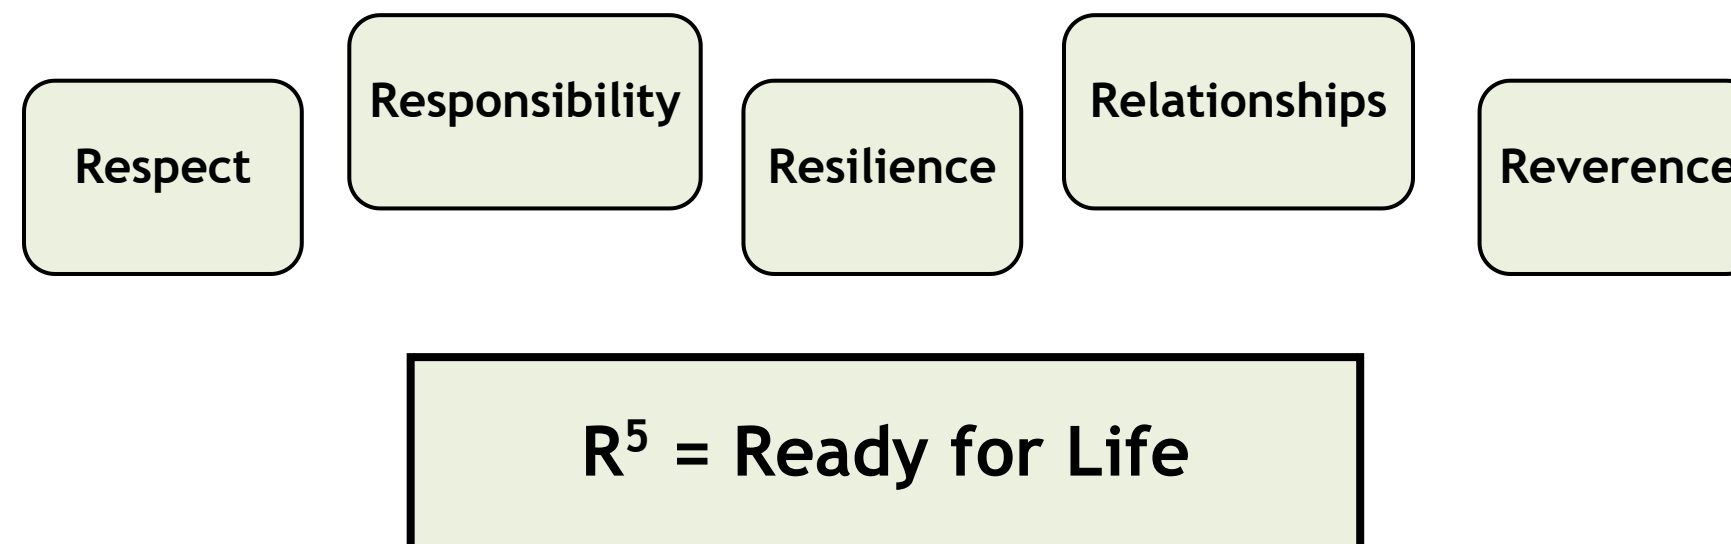 Respect
Responsibility
Resilience
Relationships
Reverence
R⁵ = Ready for Life